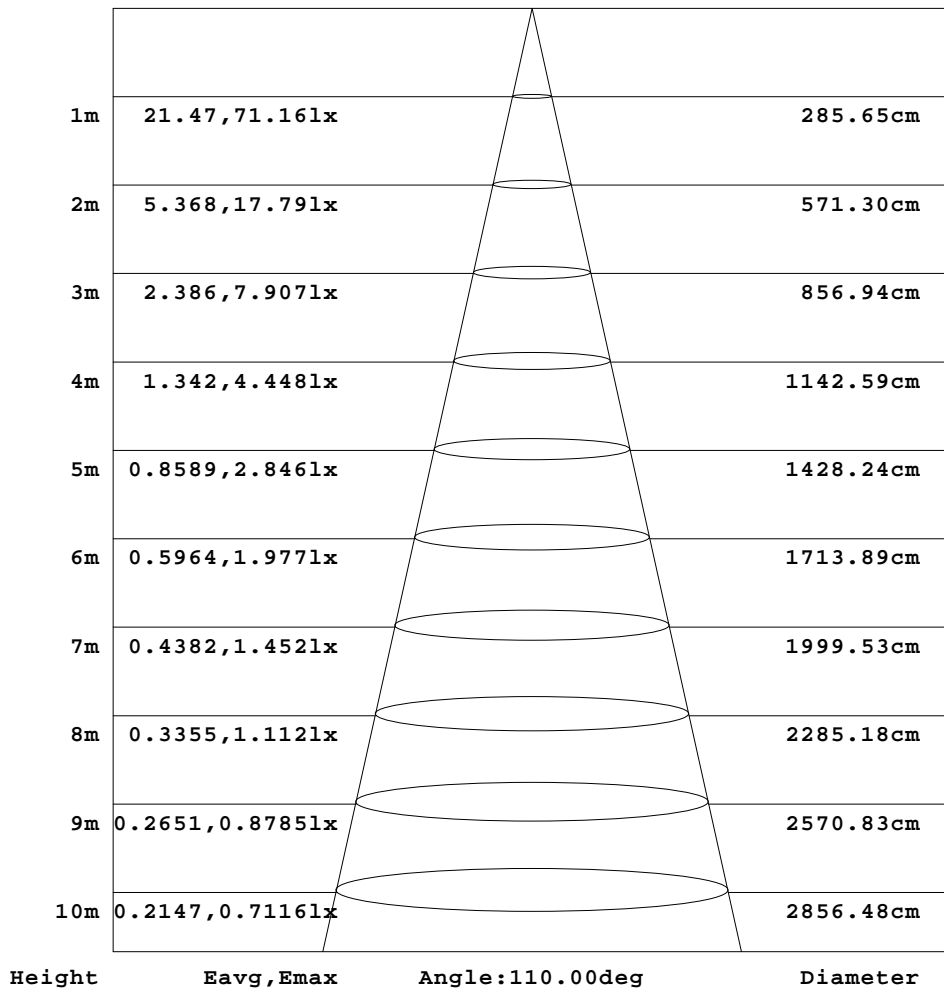 1m 21.47,71.16lx 285.65cm
2m 5.368,17.79lx 571.30cm
3m 2.386,7.907lx 856.94cm
4m 1.342,4.448lx 1142.59cm
5m 0.8589,2.846lx 1428.24cm
6m 0.5964,1.977lx 1713.89cm
7m 0.4382,1.452lx 1999.53cm
8m 0.3355,1.112lx 2285.18cm
9m 0.2651,0.8785lx 2570.83cm
10m 0.2147,0.7116lx 2856.48cm
Height Eavg,Emax Angle:110.00deg Diameter